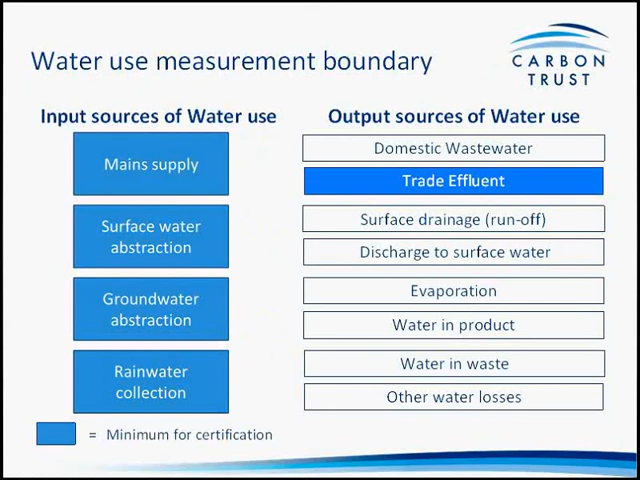 Water use measurement boundary
CARBON
TRUST
Input sources of Water use
Output sources of Water use
Mains supply
Surface water
abstraction
Groundwater
abstraction
Rainwater
collection
Domestic Wastewater
Trade Effluent
Surface drainage (run-off)
Discharge to surface water
Evaporation
Water in product
Water in waste
Other water losses
= Minimum for certification